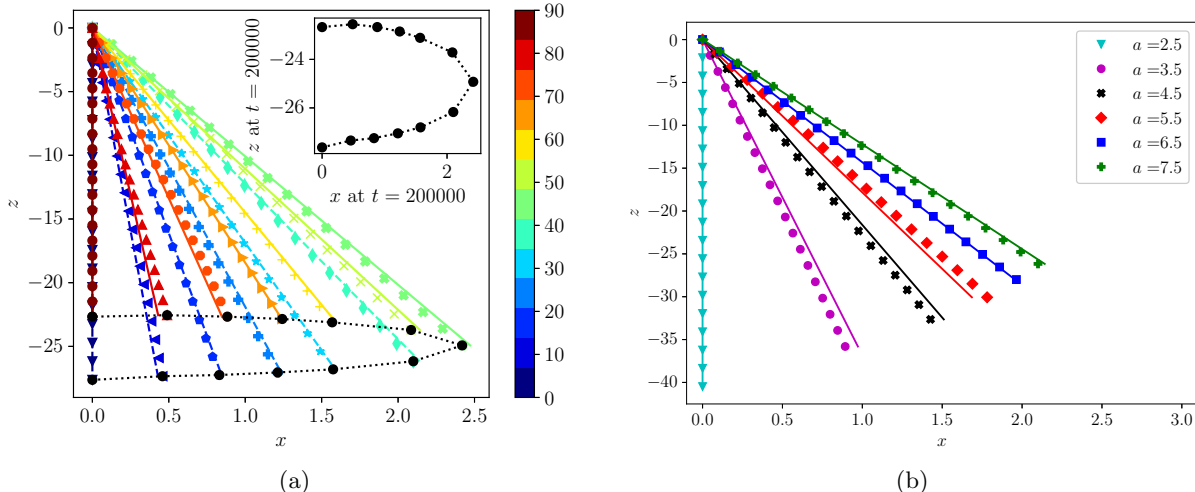 0
−5
−10
−15
−20
−25
z
0.0 0.5 1.0 1.5 2.0 2.5
x
−24
−26
z at t = 200000
0 2
x at t = 200000
90
80
70
60
50
40
30
20
10
0
(a)
0
−5
−10
−15
−20
−25
−30
−35
−40
z
0.0 0.5 1.0 1.5 2.0 2.5 3.0
x
a =2.5
a =3.5
a =4.5
a =5.5
a =6.5
a =7.5
(b)